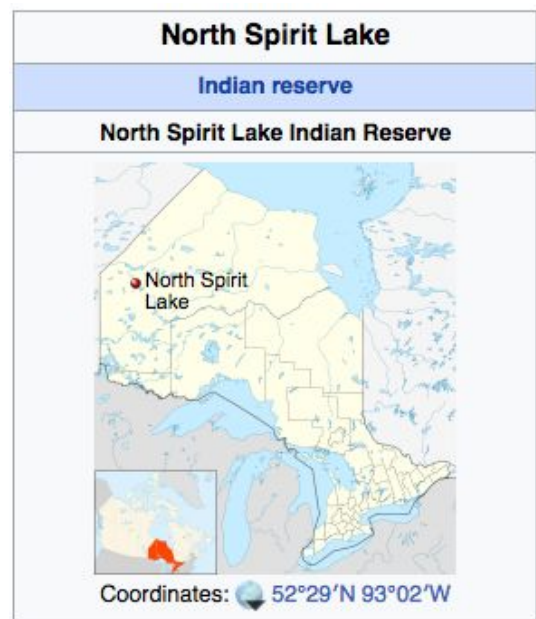 North Spirit Lake
Indian reserve
North Spirit Lake Indian Reserve
North Spirit
Lake
Coordinates: 52°29′N 93°02′W